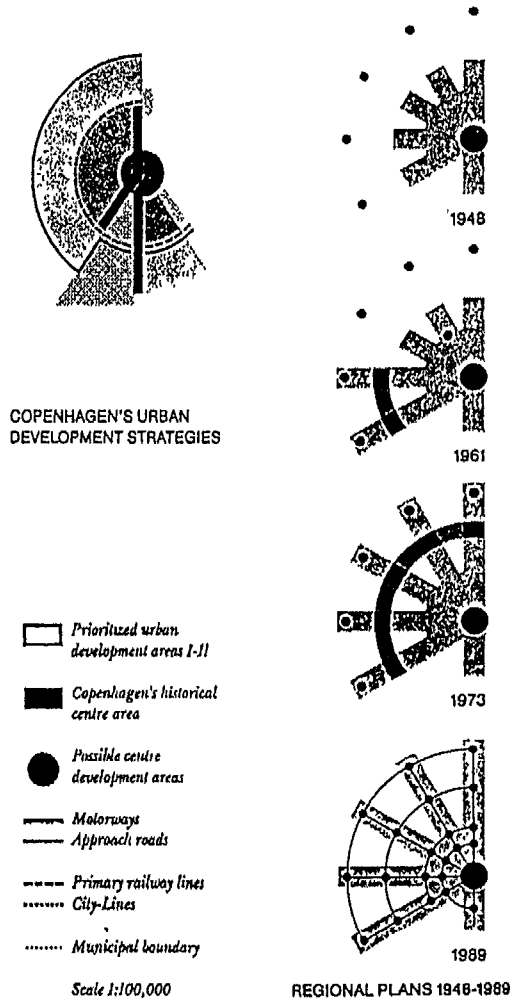 1948
1961
COPENHAGEN'S URBAN
DEVELOPMENT STRATEGIES
1973
Prioritized urban
development areas I-II
Copenhagen's historical
centre area
Possible centre
development areas
Motorways
Approach roads
Primary railway lines
City-Lines
Municipal boundary
Scale 1:100,000
1989
REGIONAL PLANS 1948-1989